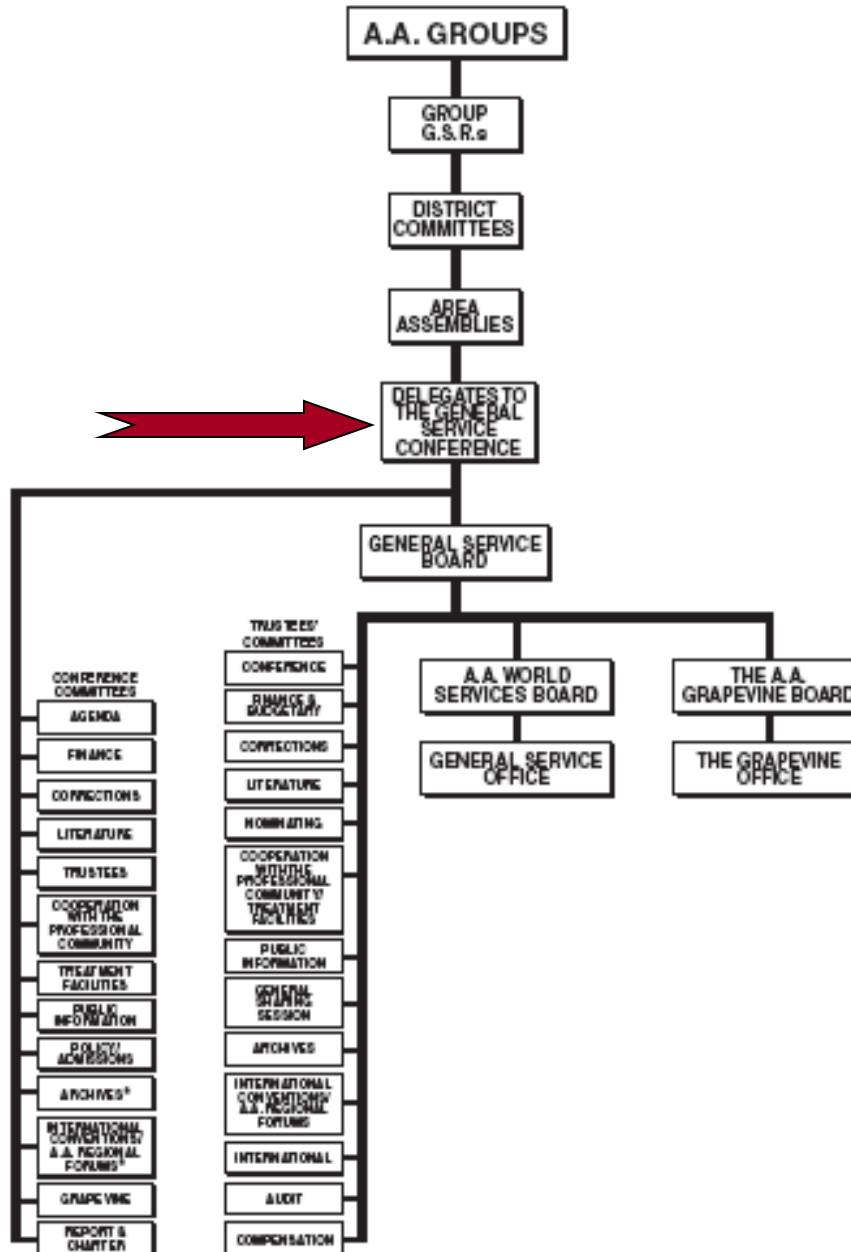 A.A. GROUPS
GROUP
G.S.R.s
DISTRICT
COMMITTEES
AREA
ASSEMBLIES
DELEGATES TO
THE GENERAL
SERVICE
CONFERENCE
GENERAL SERVICE
BOARD
CONFERENCE
COMMITTEES
AGENDA
FINANCE
CORRECTIONS
LITERATURE
TRUSTEES
COOPERATION
WITH THE
PROFESSIONAL
COMMUNITY
TREATMENT
FACILITIES
PUBLIC
INFORMATION
POLICY/
ADMISSIONS
ARCHIVES*
INTERNATIONAL
CONVENTIONS/
A.A. REGIONAL
FORUMS*
GRAPEVINE
REPORT &
CHARTER
TRUSTEES'
COMMITTEES
CONFERENCE
FINANCE &
BUDGETARY
CORRECTIONS
LITERATURE
NOMINATING
COOPERATION
WITH THE
PROFESSIONAL
COMMUNITY/
TREATMENT
FACILITIES
PUBLIC
INFORMATION
GENERAL
SHARING
SESSION
ARCHIVES
INTERNATIONAL
CONVENTIONS/
A.A. REGIONAL
FORUMS
INTERNATIONAL
AUDIT
COMPENSATION
A.A. WORLD
SERVICES BOARD
GENERAL SERVICE
OFFICE
THE A.A.
GRAPEVINE BOARD
THE GRAPEVINE
OFFICE